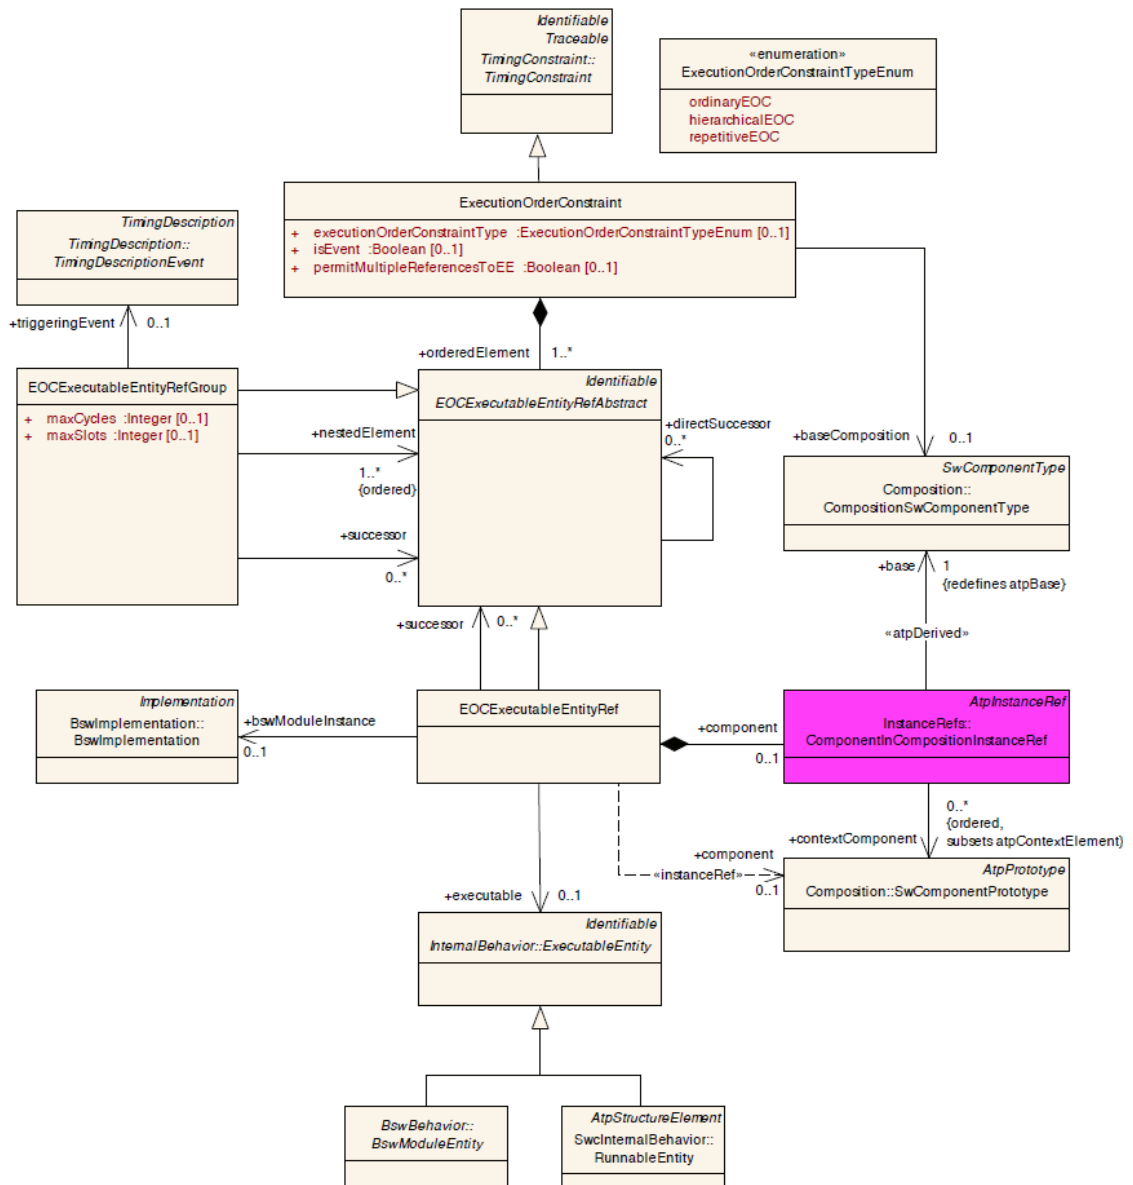 Identifiable
Traceable
TimingConstraint::
TimingConstraint
«enumeration»
ExecutionOrderConstraintTypeEnum
ordinaryEOC
hierarchicalEOC
repetitiveEOC
ExecutionOrderConstraint
+ executionOrderConstraintType :ExecutionOrderConstraintTypeEnum [0..1]
+ isEvent :Boolean [0..1]
+ permitMultipleReferencesToEE :Boolean [0..1]
TimingDescription
TimingDescription::
TimingDescriptionEvent
+triggeringEvent 0..1
+orderedElement 1..*
EOCExecutableEntityRefGroup
+ maxCycles :Integer [0..1]
+ maxSlots :Integer [0..1]
Identifiable
EOCExecutableEntityRefAbstract
+directSuccessor
0..*
+nestedElement
1..*
{ordered}
+successor
0..*
+baseComposition 0..1
SwComponentType
Composition::
CompositionSwComponentType
+base 1
{redefines atpBase}
«atpDerived»
+successor 0..*
Implementation
BswImplementation::
BswImplementation
+bswModuleInstance
0..1
EOCExecutableEntityRef
+component
0..1
AtpInstanceRef
InstanceRefs::
ComponentInCompositionInstanceRef
0..*
{ordered,
subsets atpContextElement}
+contextComponent
+component
«instanceRef»
0..1
AtpPrototype
Composition::SwComponentPrototype
+executable 0..1
Identifiable
InternalBehavior::ExecutableEntity
BswBehavior::
BswModuleEntity
AtpStructureElement
SwcInternalBehavior::
RunnableEntity